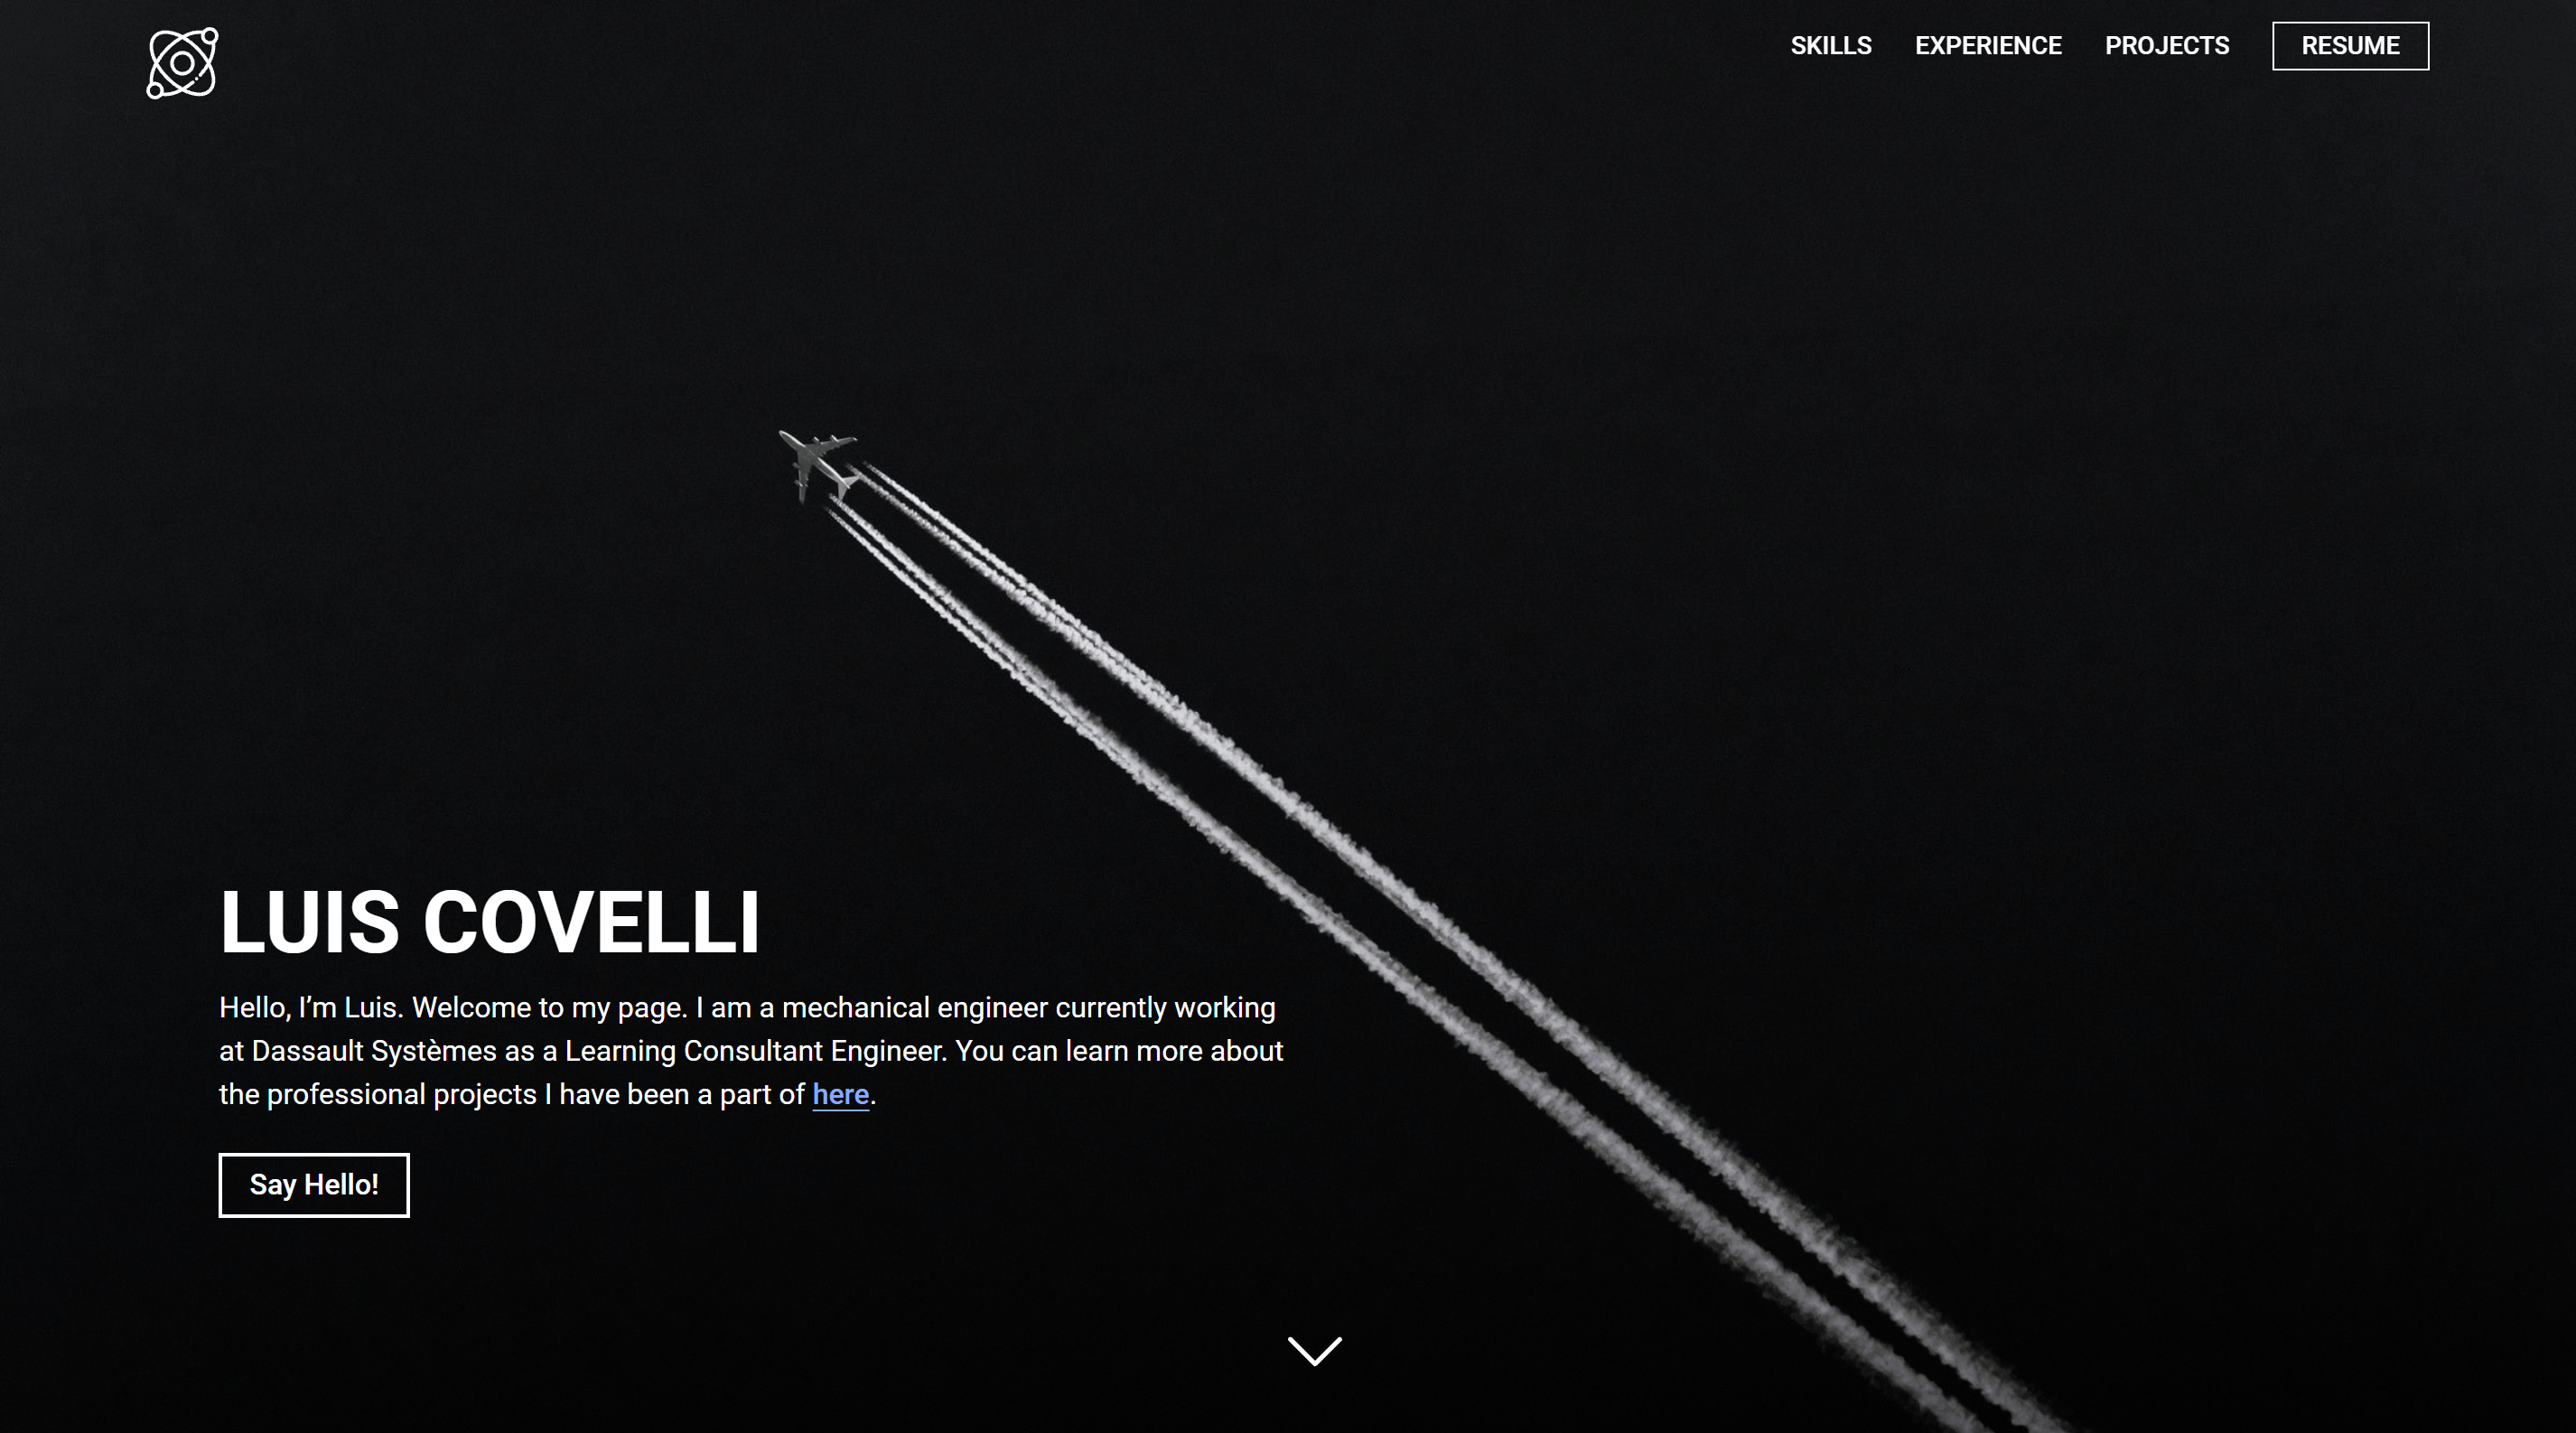 SKILLS EXPERIENCE PROJECTS RESUME
LUIS COVELLI
Hello, I’m Luis. Welcome to my page. I am a mechanical engineer currently working
at Dassault Systèmes as a Learning Consultant Engineer. You can learn more about
the professional projects I have been a part of here.
Say Hello!